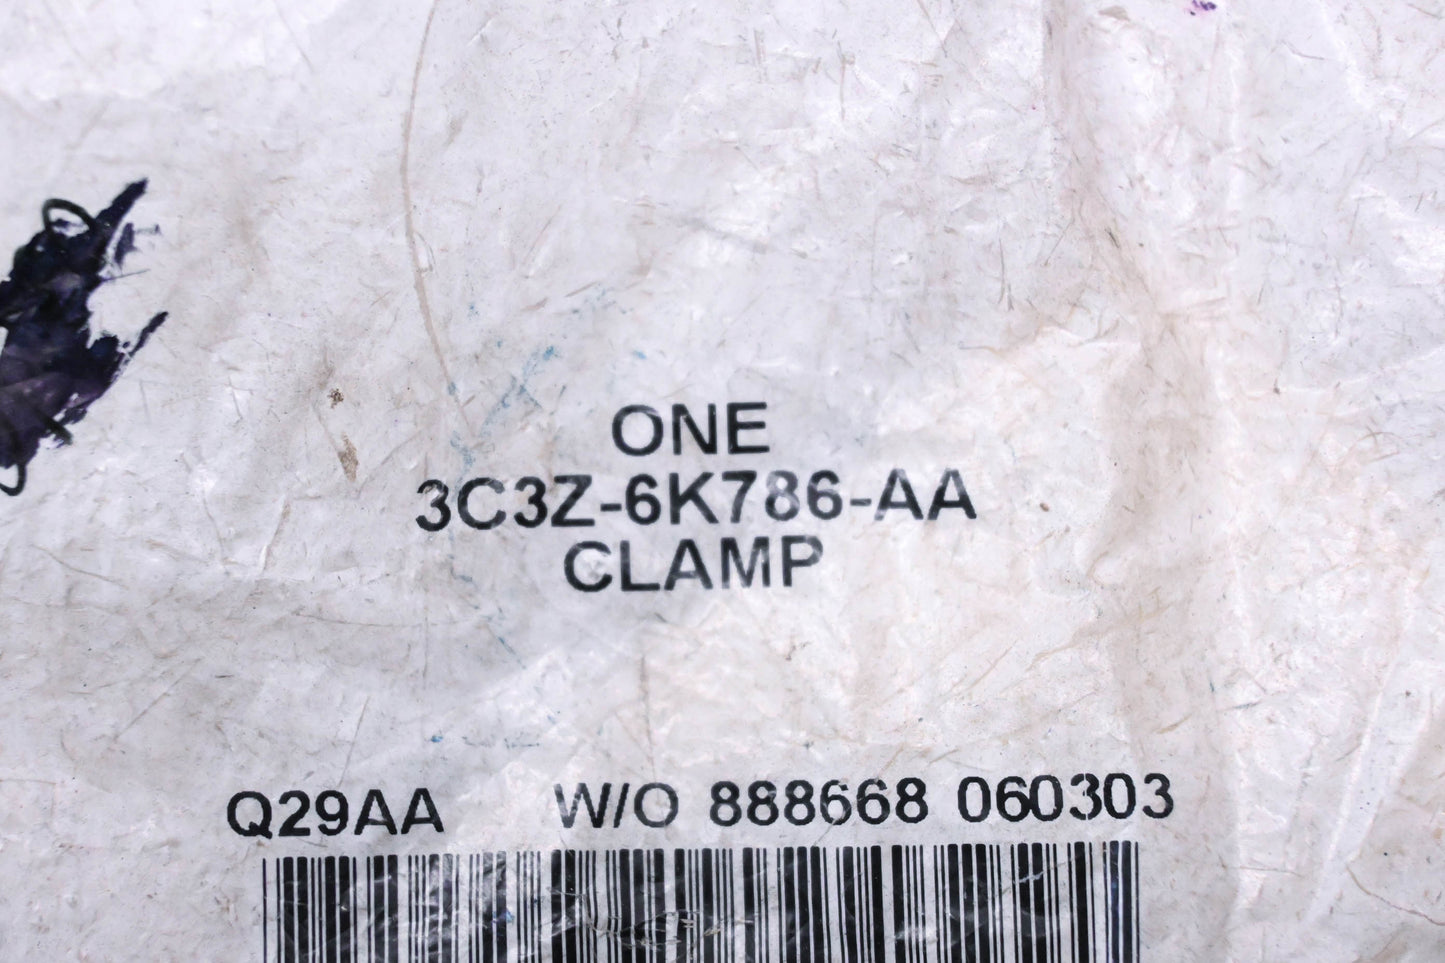 ONE
3C3Z-6K786-AA
CLAMP
Q29AA W/O 888668 060303